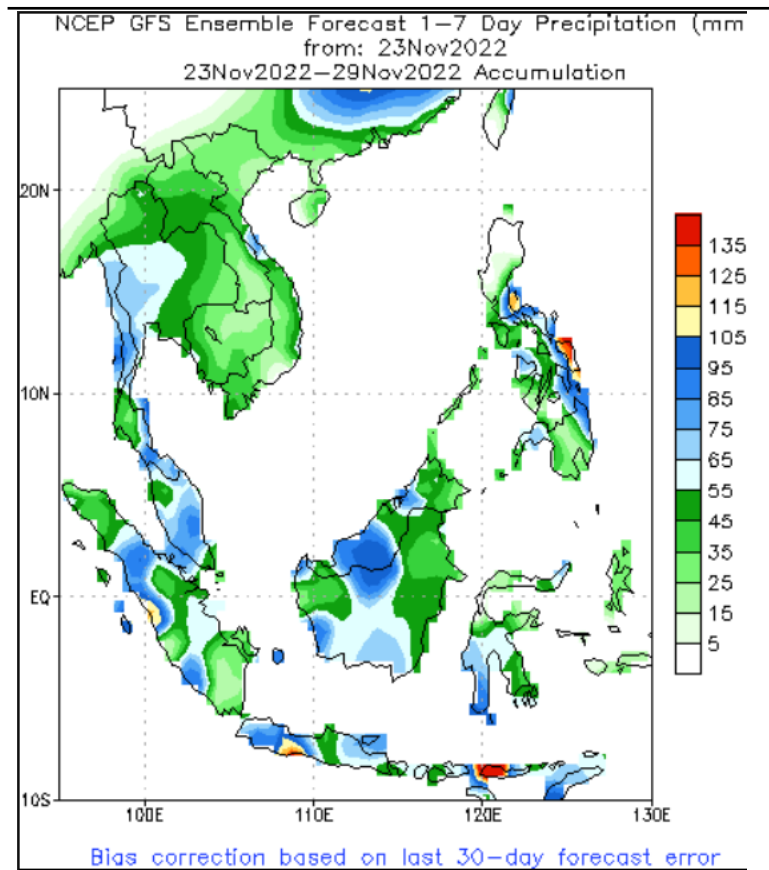 NCEP GFS Ensemble Forecast 1-7 Day Precipitation (mm
from: 23Nov2022
23Nov2022-29Nov2022 Accumulation
20N
10N
EQ
10S
100E 110E 120E 130E
135
125
115
105
95
85
75
65
55
45
35
25
15
5
Bias correction based on last 30-day forecast error